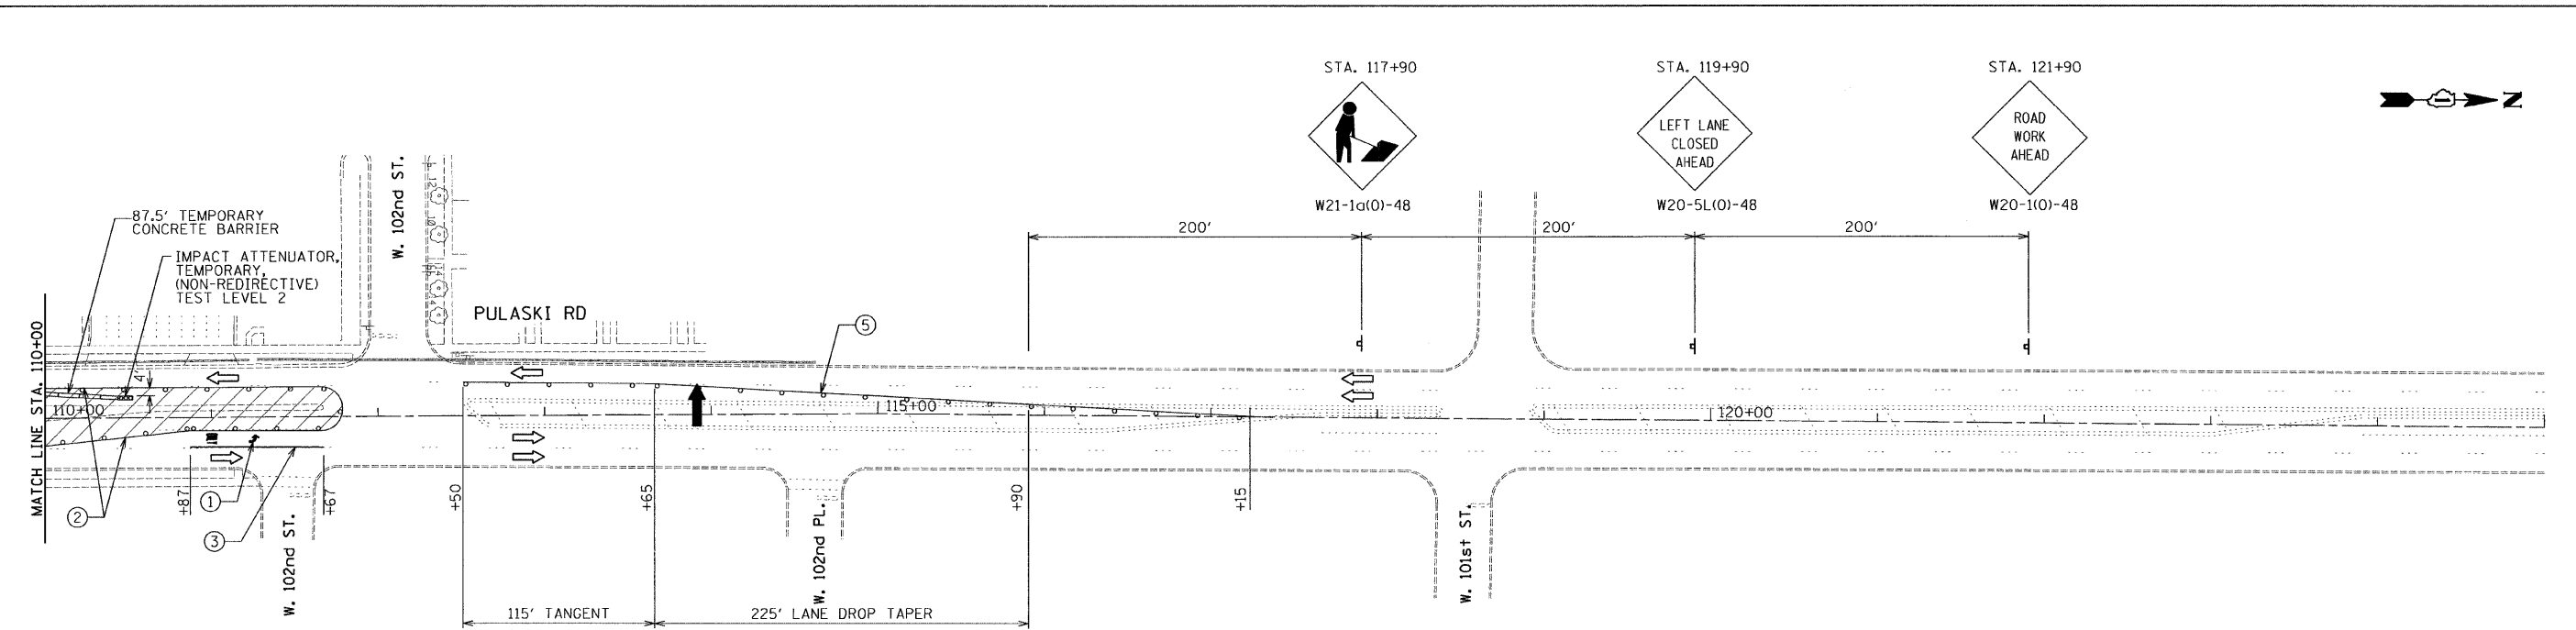 STA. 117+90
STA. 119+90
STA. 121+90
LEFT LANE
CLOSED
AHEAD
ROAD
WORK
AHEAD
N
W21-1a(O)-48
W20-5L(O)-48
W20-1(O)-48
200'
200'
200'
87.5' TEMPORARY
CONCRETE BARRIER
IMPACT ATTENUATOR,
TEMPORARY,
(NON-REDIRECTIVE)
TEST LEVEL 2
W. 102nd ST.
PULASKI RD
5
MATCH LINE STA. 110+00
4'
110+00
115+00
120+00
+87
+67
+50
+65
+90
+15
1
2
3
W. 102nd ST.
W. 102nd PL.
W. 101st ST.
115' TANGENT
225' LANE DROP TAPER